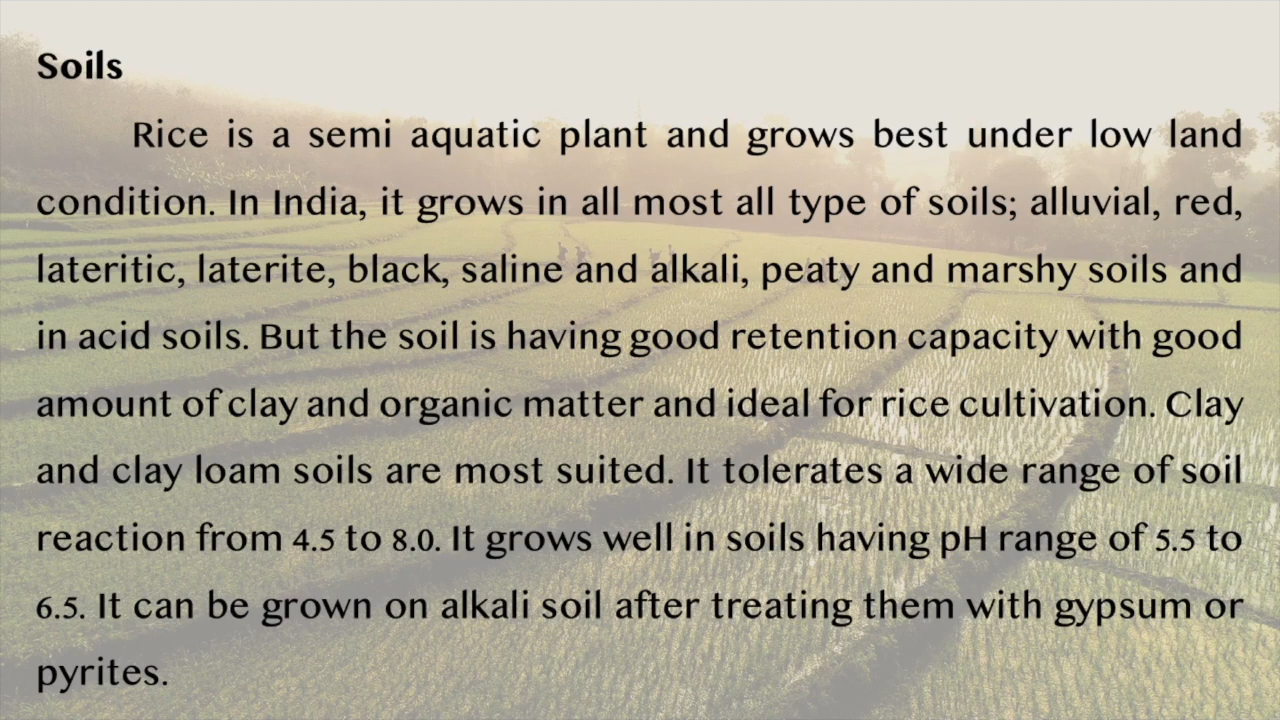 Soils
Rice is a semi aquatic plant and grows best under low land
condition. In India, it grows in all most all type of soils; alluvial, red,
lateritic, laterite, black, saline and alkali, peaty and marshy soils and
in acid soils. But the soil is having good retention capacity with good
amount of clay and organic matter and ideal for rice cultivation. Clay
and clay loam soils are most suited. It tolerates a wide range of soil
reaction from 4.5 to 8.0. It grows well in soils having pH range of 5.5 to
6.5. It can be grown on alkali soil after treating them with gypsum or
pyrites.